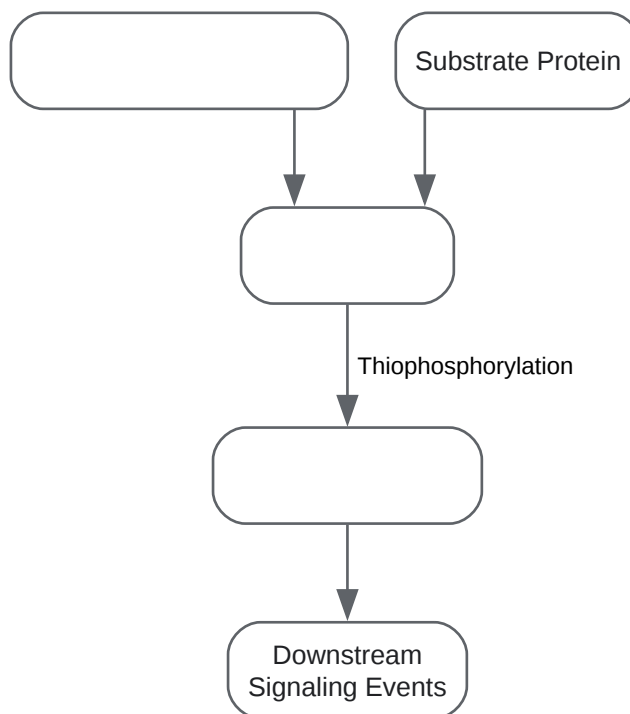 Substrate Protein
Thiophosphorylation
Downstream
Signaling Events